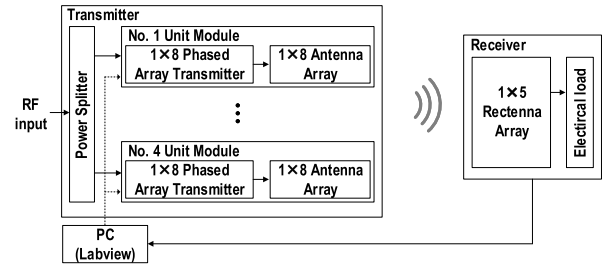 Transmitter
RF
input
Power Splitter
No. 1 Unit Module
1×8 Phased
Array Transmitter
1×8 Antenna
Array
No. 4 Unit Module
1×8 Phased
Array Transmitter
1×8 Antenna
Array
PC
(Labview)
Receiver
1×5
Rectenna
Array
Electircal load